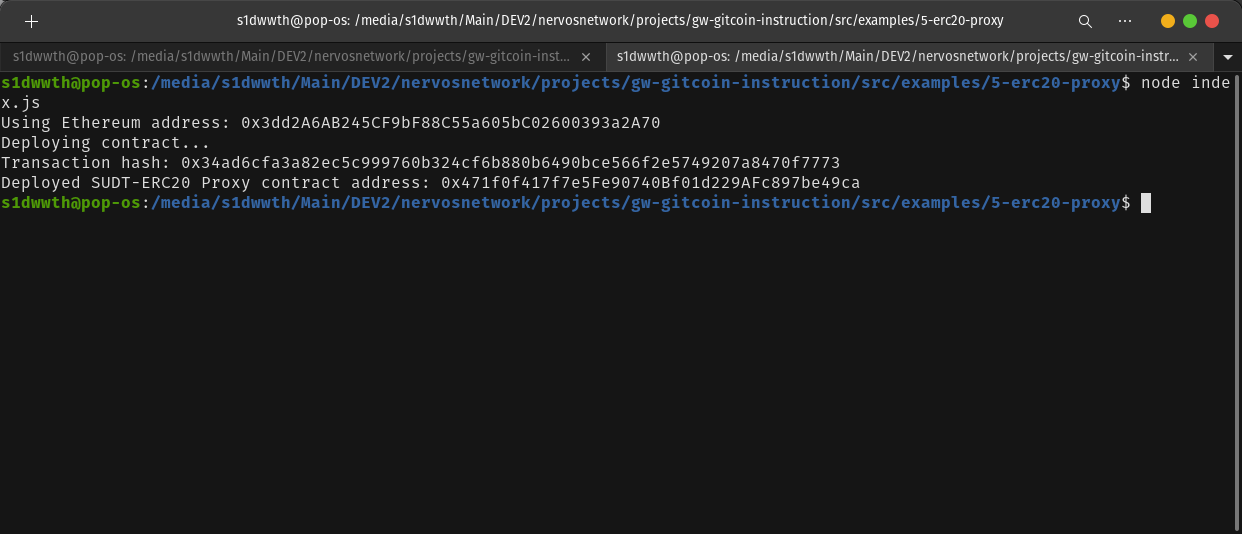 s1dwwth@pop-os: /media/s1dwwth/Main/DEV2/nervosnetwork/projects/gw-gitcoin-instruction/src/examples/5-erc20-proxy
s1dwwth@pop-os: /media/s1dwwth/Main/DEV2/nervosnetwork/projects/gw-gitcoin-inst...
s1dwwth@pop-os: /media/s1dwwth/Main/DEV2/nervosnetwork/projects/gw-gitcoin-instr...
s1dwwth@pop-os:/media/s1dwwth/Main/DEV2/nervosnetwork/projects/gw-gitcoin-instruction/src/examples/5-erc20-proxy$ node inde
x.js
Using Ethereum address: 0x3dd2A6AB245CF9bF88C55a605bC02600393a2A70
Deploying contract...
Transaction hash: 0x34ad6cfa3a82ec5c999760b324cf6b880b6490bce566f2e5749207a8470f7773
Deployed SUDT-ERC20 Proxy contract address: 0x471f0f417f7e5Fe90740Bf01d229AFc897be49ca
s1dwwth@pop-os:/media/s1dwwth/Main/DEV2/nervosnetwork/projects/gw-gitcoin-instruction/src/examples/5-erc20-proxy$